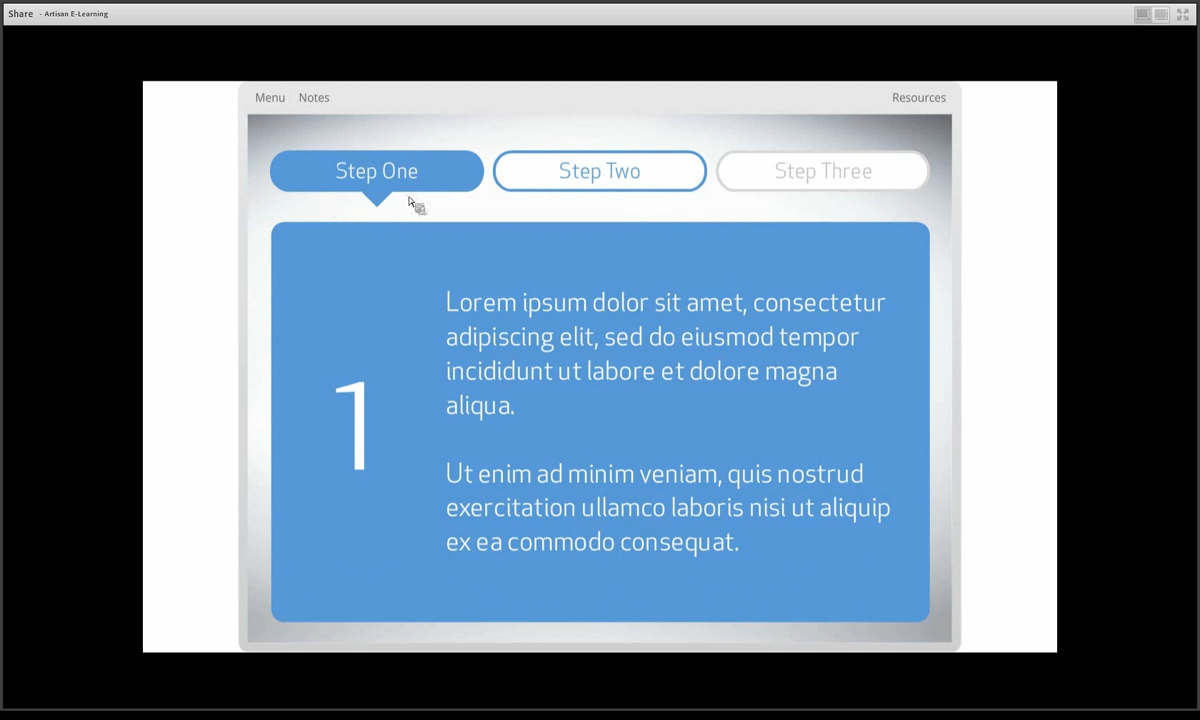 Share - Artisan E-Learning
Menu Notes Resources
Step One Step Two Step Three
1
Lorem ipsum dolor sit amet, consectetur
adipiscing elit, sed do eiusmod tempor
incididunt ut labore et dolore magna
aliqua.
Ut enim ad minim veniam, quis nostrud
exercitation ullamco laboris nisi ut aliquip
ex ea commodo consequat.